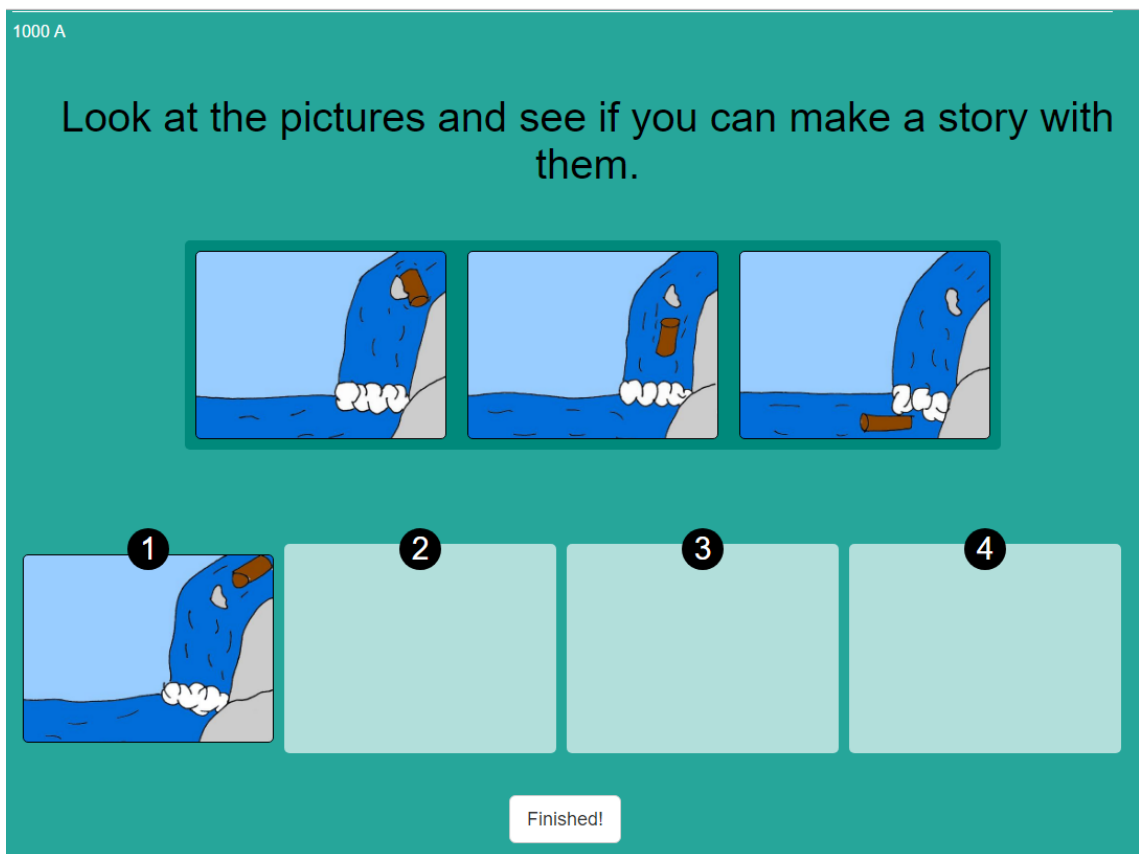 1000 A
Look at the pictures and see if you can make a story with
them.
1
2
3
4
Finished!